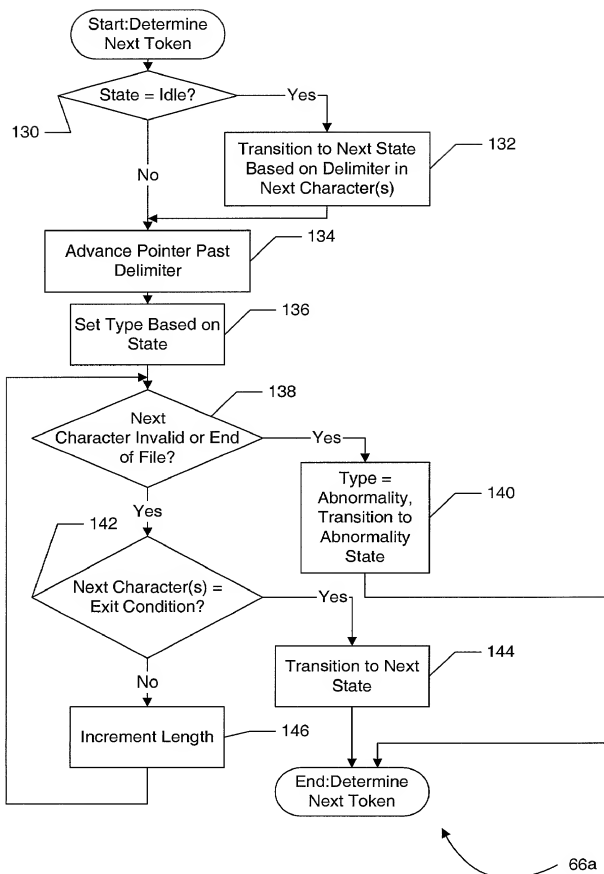 Start:Determine
Next Token
State = Idle?
Yes
130
Transition to Next State
Based on Delimiter in
Next Character(s)
132
No
Advance Pointer Past
Delimiter
134
Set Type Based on
State
136
138
Next
Character Invalid or End
of File?
Yes
Type =
Abnormality,
Transition to
Abnormality
State
140
Yes
142
Next Character(s) =
Exit Condition?
Yes
Transition to Next
State
144
No
Increment Length
146
End:Determine
Next Token
66a